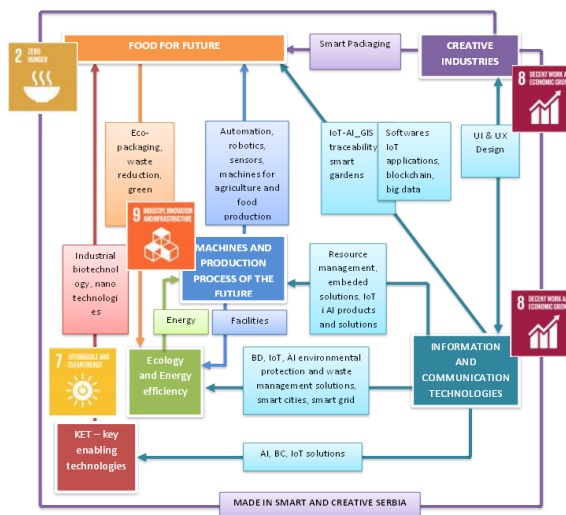 2 ZERO
HUNGER
FOOD FOR FUTURE
Smart Packaging
CREATIVE
INDUSTRIES
8 DECENT WORK AND
ECONOMIC GROWTH
Eco-
packaging,
waste
reduction,
green
Automation,
robotics,
sensors,
machines for
agriculture and
food
production
IoT-AI_GIS
traceability
smart
gardens
Softwares
IoT
applications,
blockchain,
big data
UI & UX
Design
9 INDUSTRY, INNOVATION
AND INFRASTRUCTURE
MACHINES AND
PRODUCTION
PROCESS OF THE
FUTURE
Industrial
biotechnol
ogy, nano
technologi
es
Resource
management,
embeded
solutions, IoT
i AI products
and solutions
8 DECENT WORK AND
ECONOMIC GROWTH
Energy
Facilities
7 AFFORDABLE AND
CLEAN ENERGY
Ecology
and Energy
efficiency
BD, IoT, AI environmental
protection and waste
management solutions,
smart cities, smart grid
INFORMATION
AND
COMMUNICATION
TECHNOLOGIES
KET – key
enabling
technologies
AI, BC, IoT solutions
MADE IN SMART AND CREATIVE SERBIA